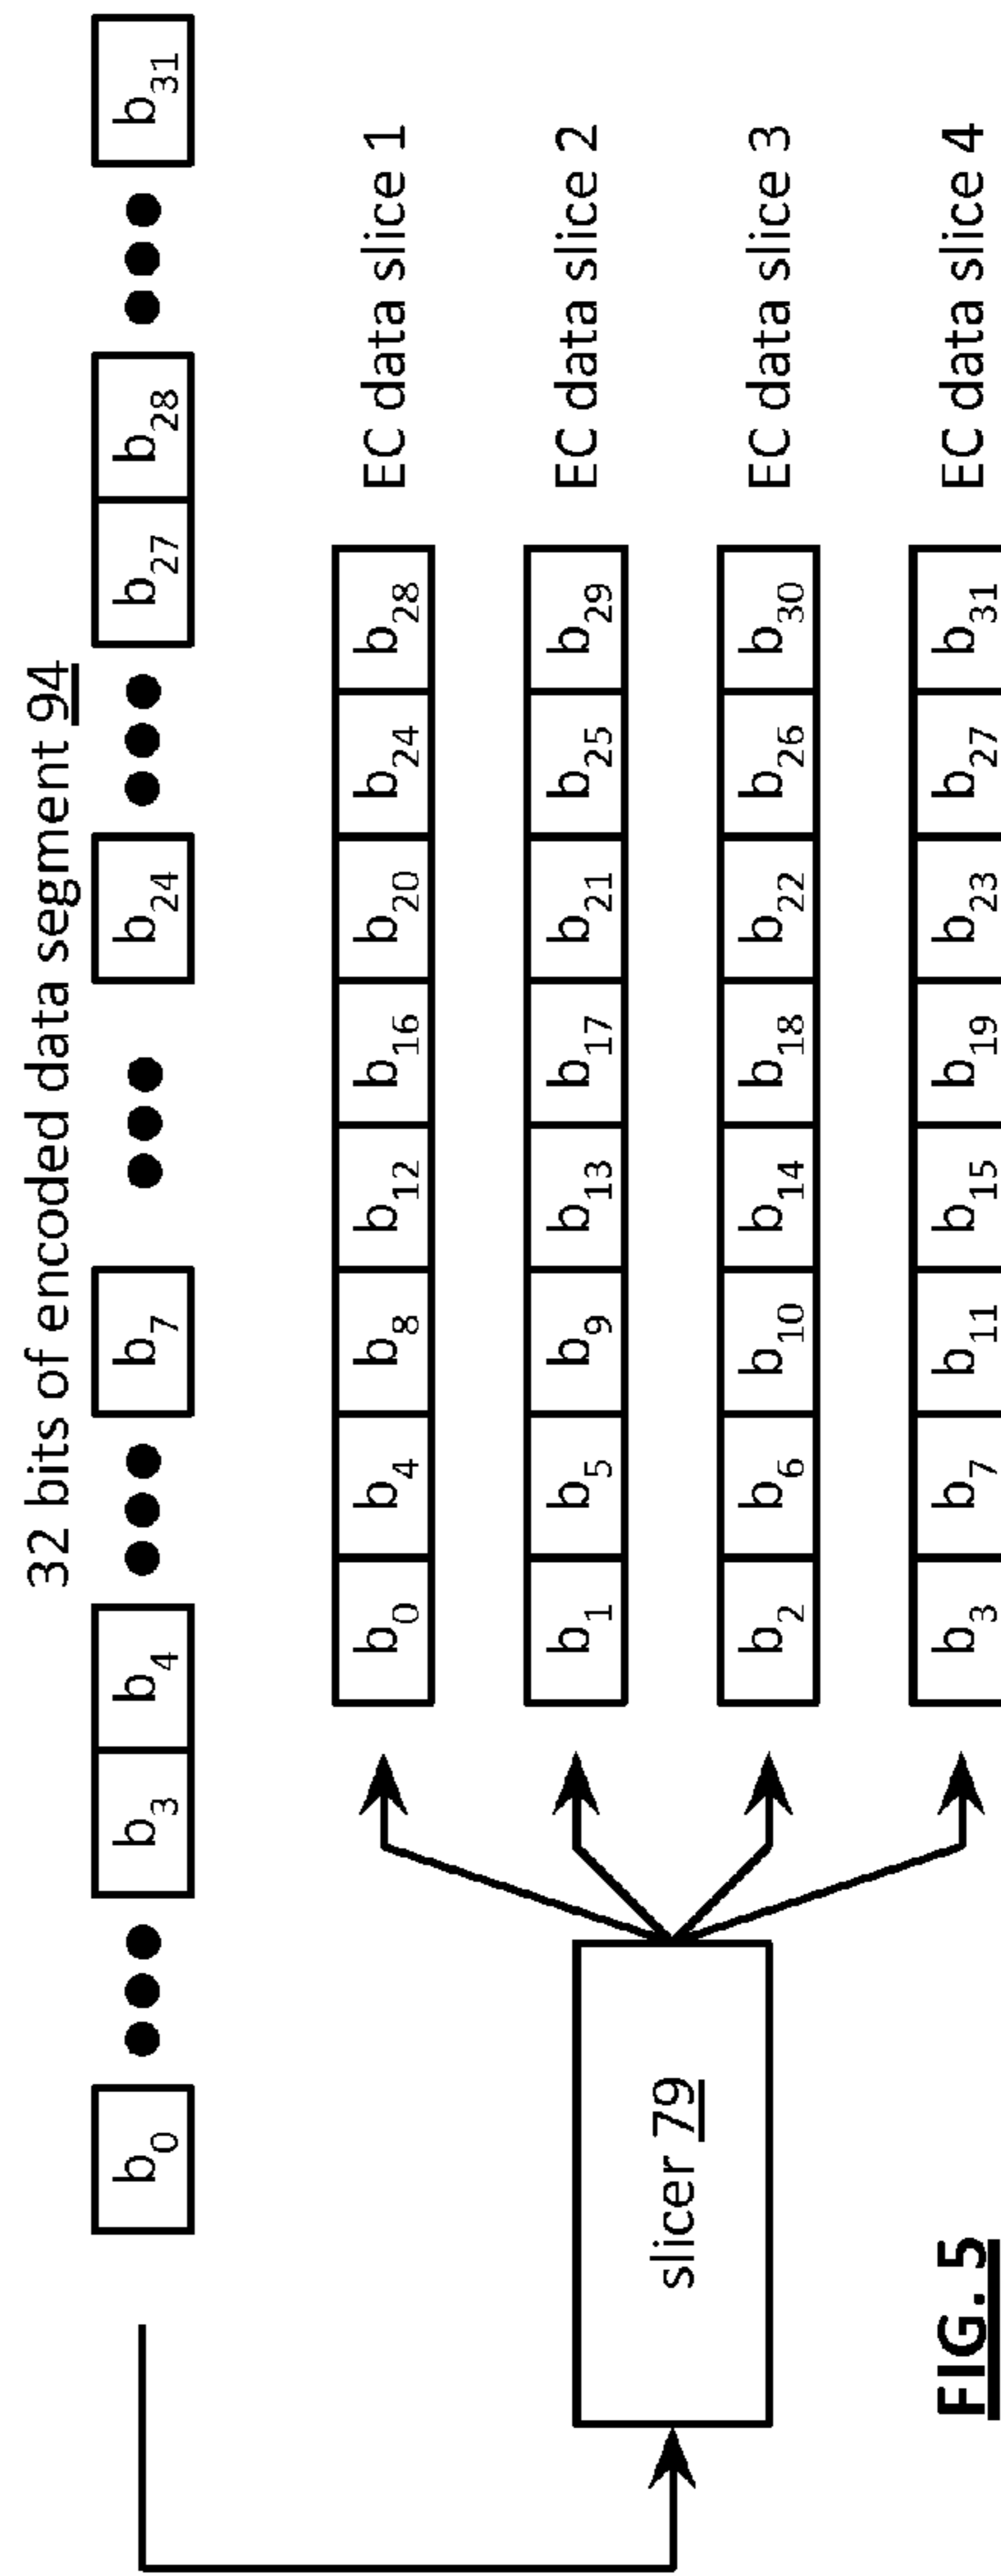 32 bits of encoded data segment 94
b0 ●●● b3 b4 ●●● b7 ●●● b24 ●●● b27 b28 ●●● b31
b0 b4 b8 b12 b16 b20 b24 b28 EC data slice 1
b1 b5 b9 b13 b17 b21 b25 b29 EC data slice 2
slicer 79
b2 b6 b10 b14 b18 b22 b26 b30 EC data slice 3
b3 b7 b11 b15 b19 b23 b27 b31 EC data slice 4
FIG. 5